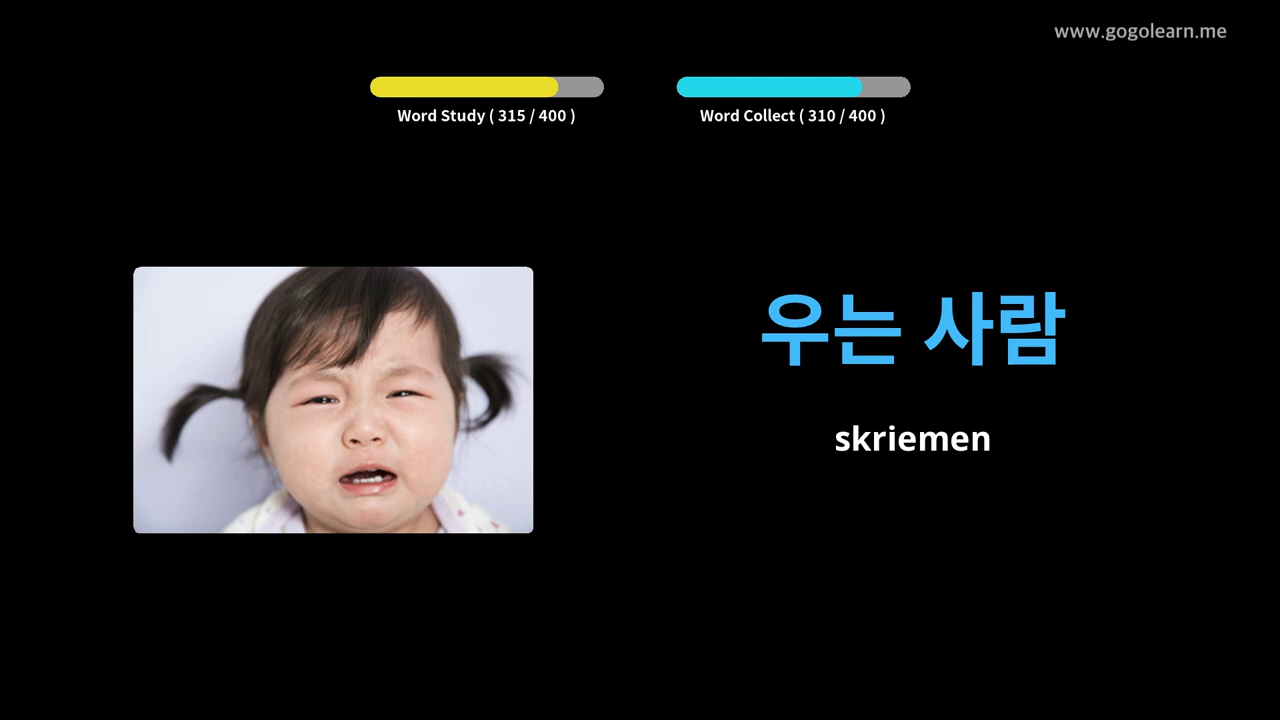 www.gogolearn.me
Word Study ( 315 / 400 )
Word Collect ( 310 / 400 )
우는 사람
skriemen